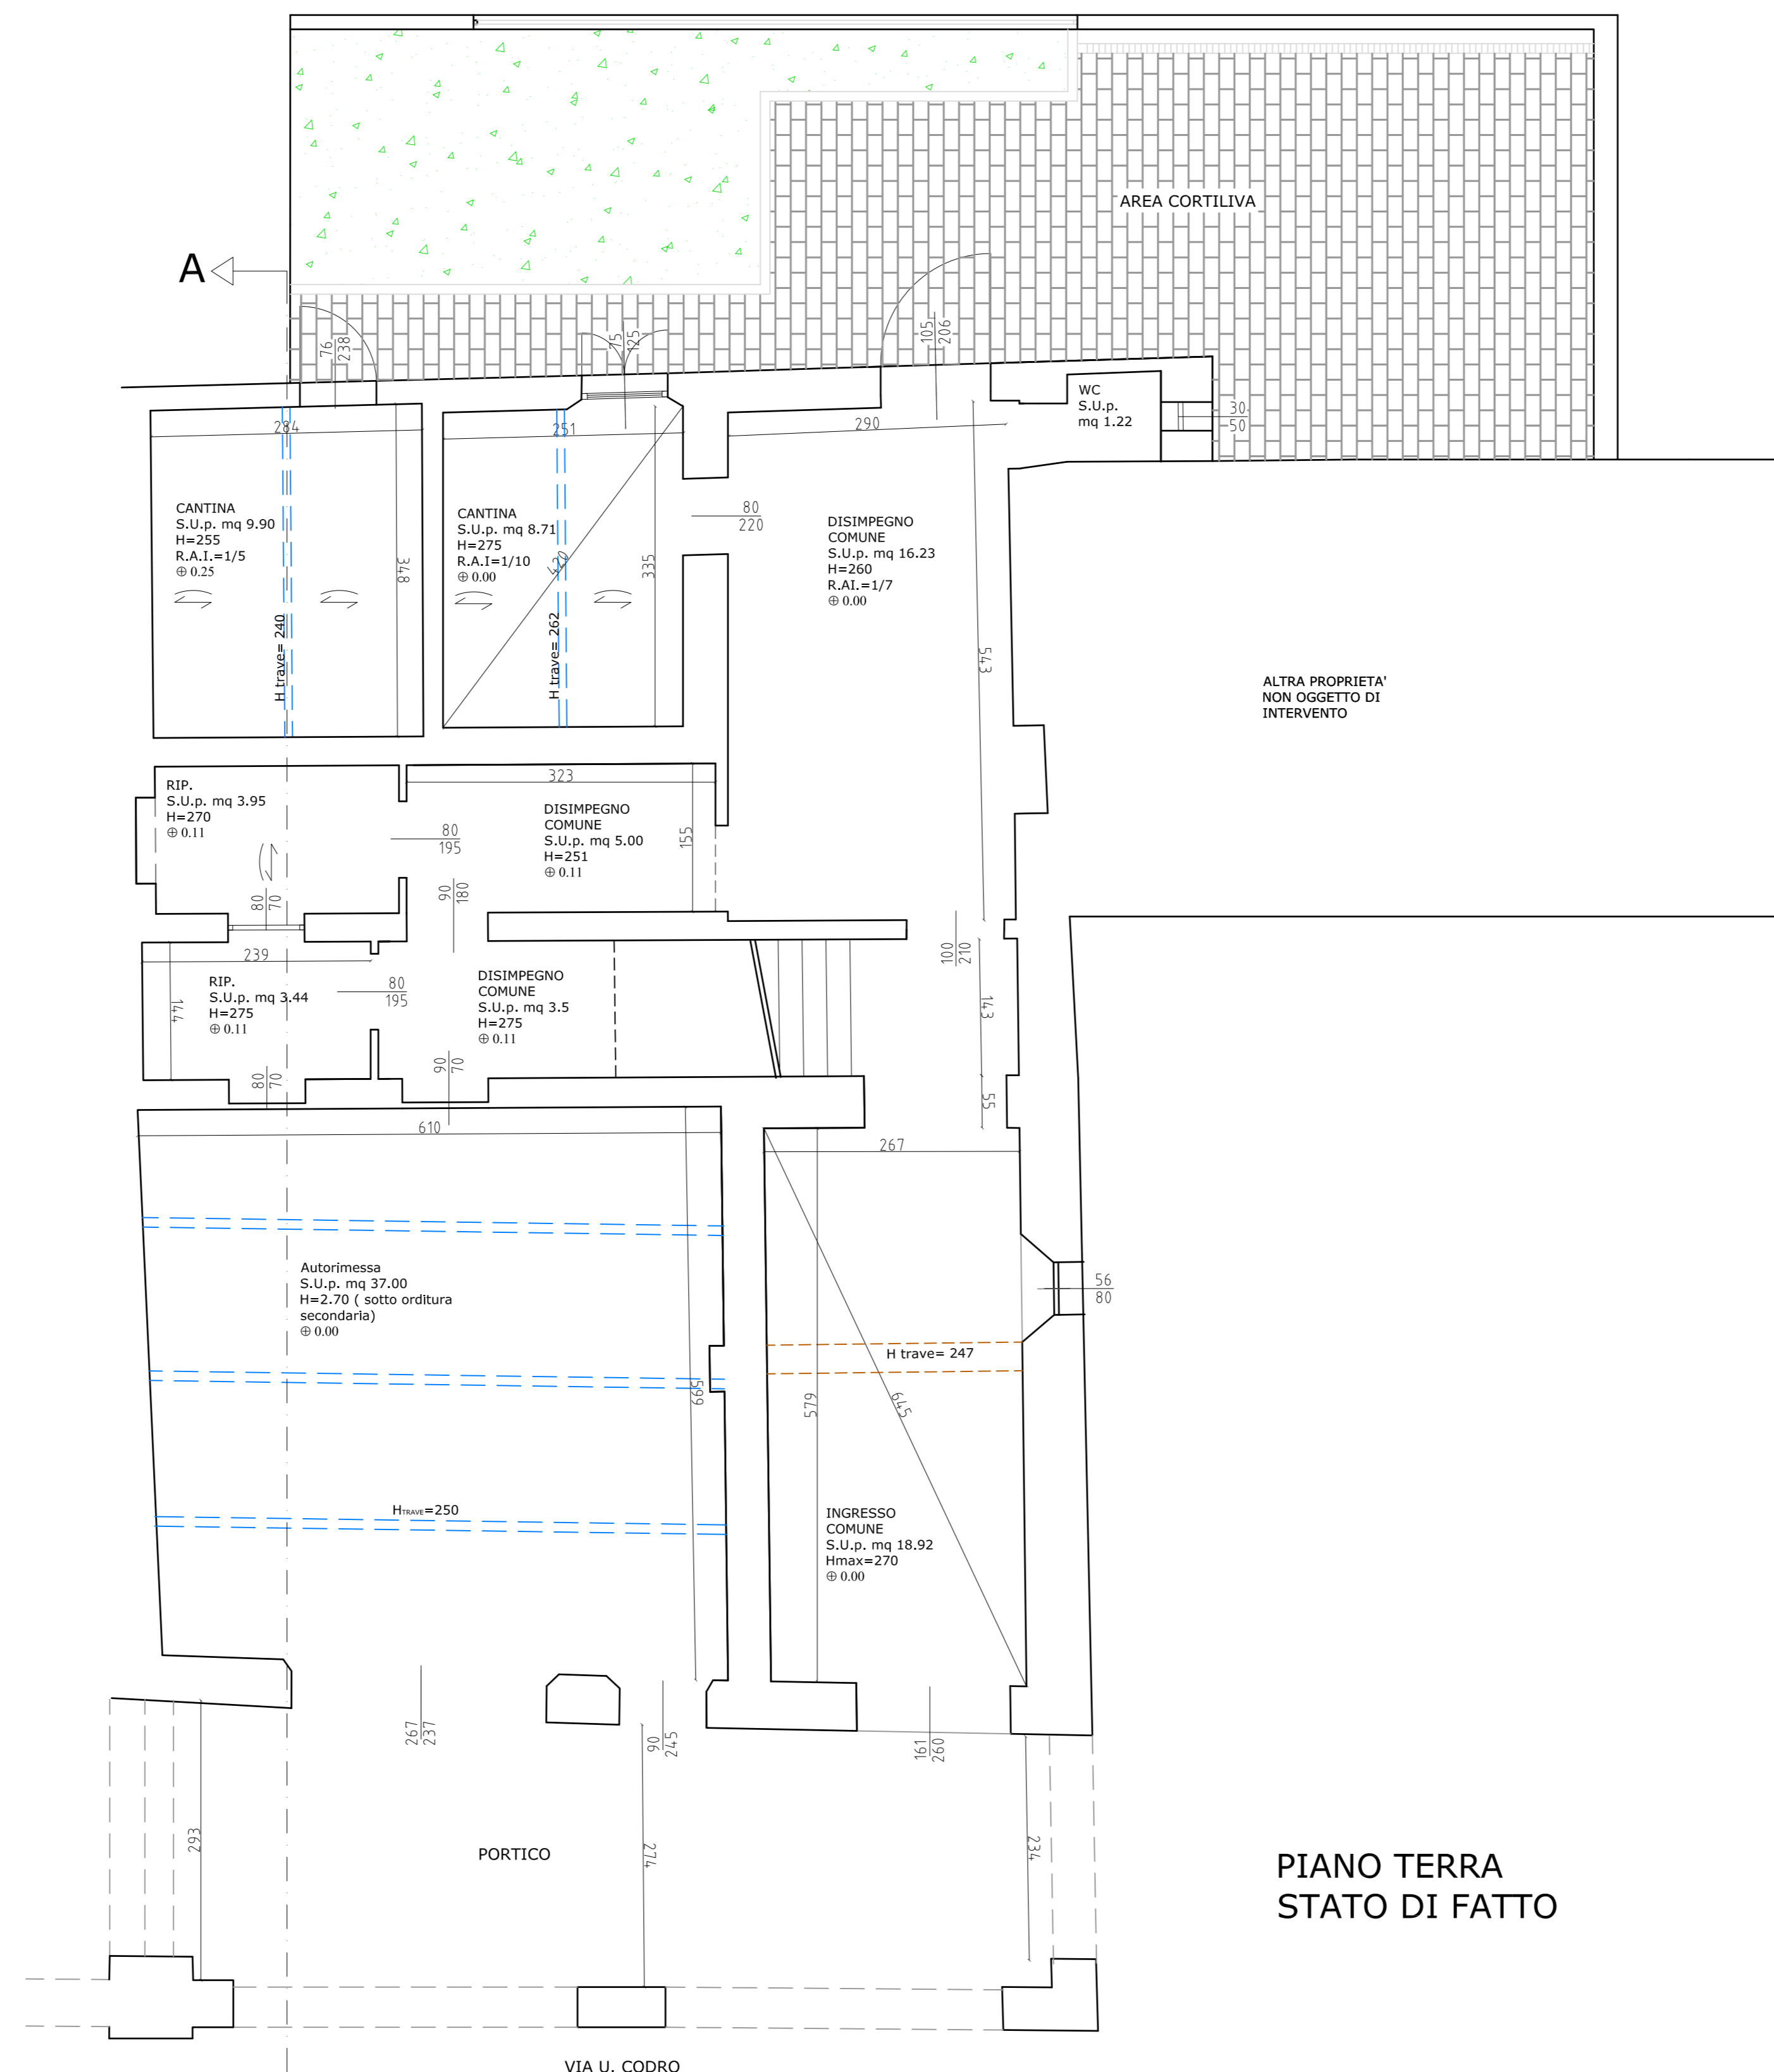 AREA CORTILIVA
A
76
238
75
125
105
206
WC
S.U.p.
mq 1.22
30
50
284
251
290
CANTINA
S.U.p. mq 9.90
H=255
R.A.I.=1/5
⊕ 0.25
CANTINA
S.U.p. mq 8.71
H=275
R.A.I=1/10
⊕ 0.00
80
220
DISIMPEGNO
COMUNE
S.U.p. mq 16.23
H=260
R.AI.=1/7
⊕ 0.00
348
420
335
H trave= 240
H trave= 262
543
ALTRA PROPRIETA'
NON OGGETTO DI
INTERVENTO
RIP.
S.U.p. mq 3.95
H=270
⊕ 0.11
323
DISIMPEGNO
COMUNE
S.U.p. mq 5.00
H=251
⊕ 0.11
155
80
195
90
180
80
70
100
210
239
RIP.
S.U.p. mq 3.44
H=275
⊕ 0.11
144
80
195
DISIMPEGNO
COMUNE
S.U.p. mq 3.5
H=275
⊕ 0.11
143
80
70
90
70
55
610
267
Autorimessa
S.U.p. mq 37.00
H=2.70 ( sotto orditura
secondaria)
⊕ 0.00
56
80
H trave= 247
599
579
645
HTRAVE=250
INGRESSO
COMUNE
S.U.p. mq 18.92
Hmax=270
⊕ 0.00
267
237
90
245
161
260
293
PORTICO
274
234
PIANO TERRA
STATO DI FATTO
VIA U. CODRO